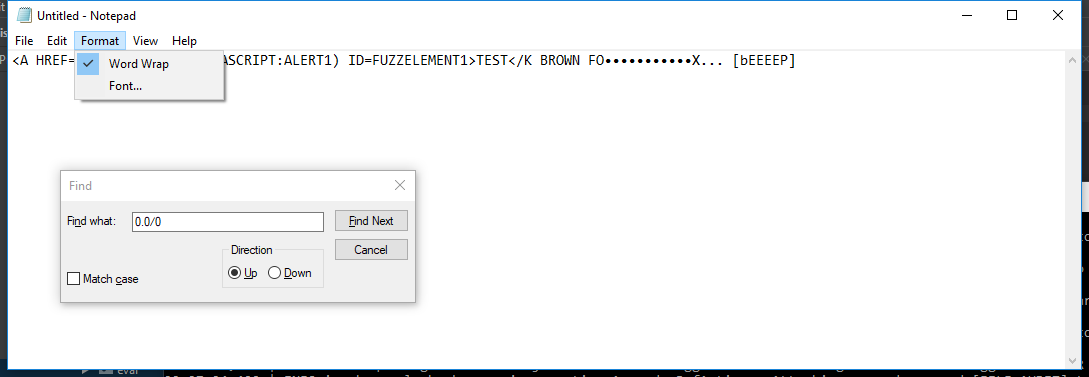 Untitled - Notepad
File Edit Format View Help
<A HREF= ASCRIPT:ALERT1) ID=FUZZELEMENT1>TEST</K BROWN FO•••••••••••X... [bEEEEP]
Word Wrap
Font...
Find
Find what: 0.0/0 Find Next
Direction Cancel
Up Down
Match case
eval